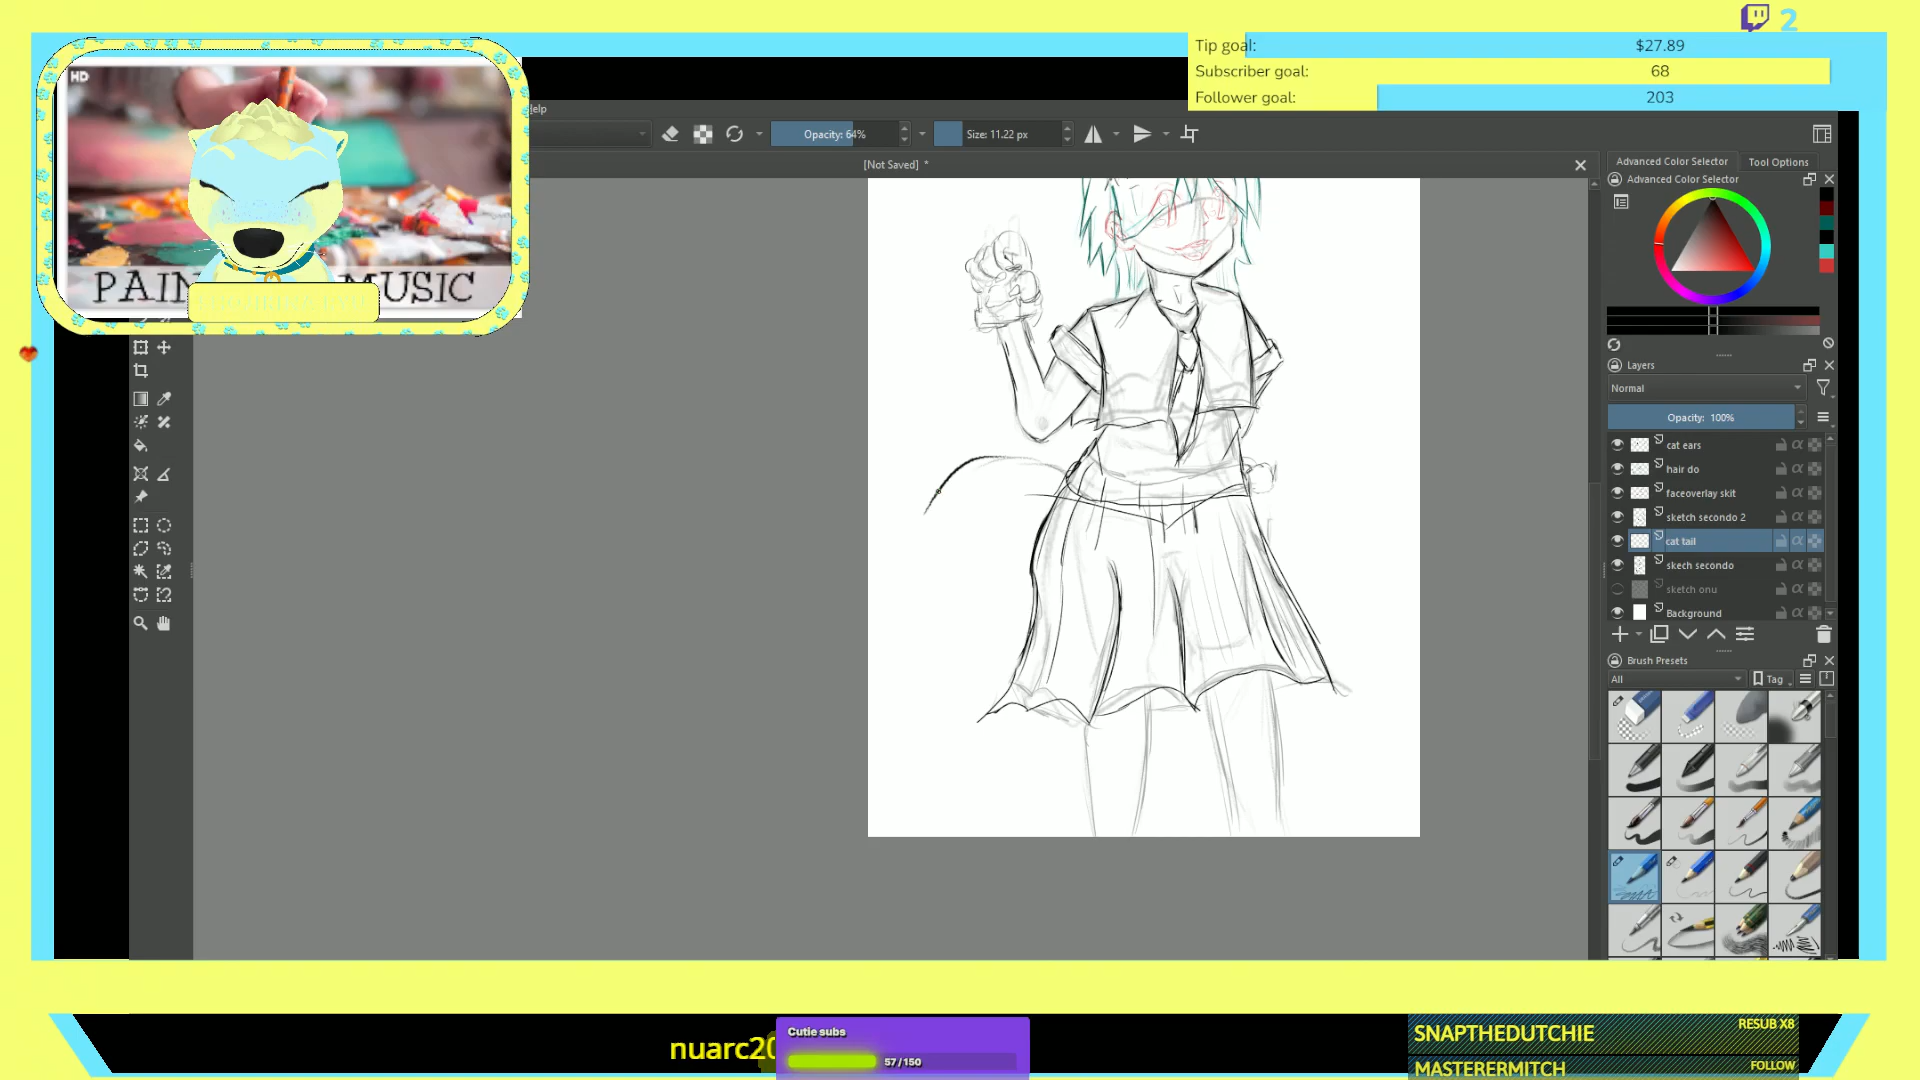 2
Tip goal:
$27.89
Subscriber goal:
68
Follower goal:
203
HD
PAIN
MUSIC
elp
Opacity: 64%
Size: 11.22 px
[Not Saved] *
Advanced Color Selector
Tool Options
Advanced Color Selector
Layers
Normal
Opacity: 100%
cat ears
hair do
faceoverlay skit
sketch secondo 2
cat tail
skech secondo
sketch onu
Background
Brush Presets
All
Tag
nuarc20
Cutie subs
57/150
SNAPTHEDUTCHIE
RESUB X8
MASTERERMITCH
FOLLOW